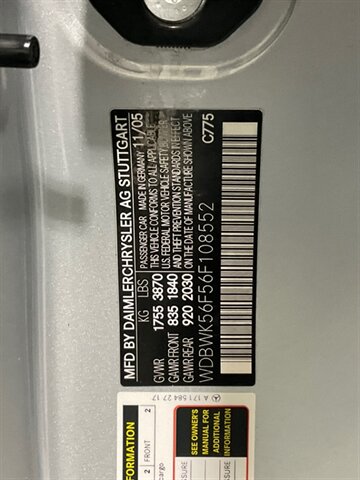 MFD BY DAIMLERCHRYSLER AG STUTTGART
PASSENGER CAR MADE IN GERMANY 11/05
KG LBS THIS VEHICLE CONFORMS TO ALL APPLICABLE
GVWR 1755 3870 U.S. FEDERAL MOTOR VEHICLE SAFETY BUMPER
GAWR FRONT 835 1840 AND THEFT PREVENTION STANDARDS IN EFFECT
GAWR REAR 920 2030 ON THE DATE OF MANUFACTURE SHOWN ABOVE
WDBWK56F56F108552 C775
A 171 584 27 17
INFORMATION
2 FRONT 2
cargo
SEE OWNER'S
MANUAL FOR
ADDITIONAL
INFORMATION